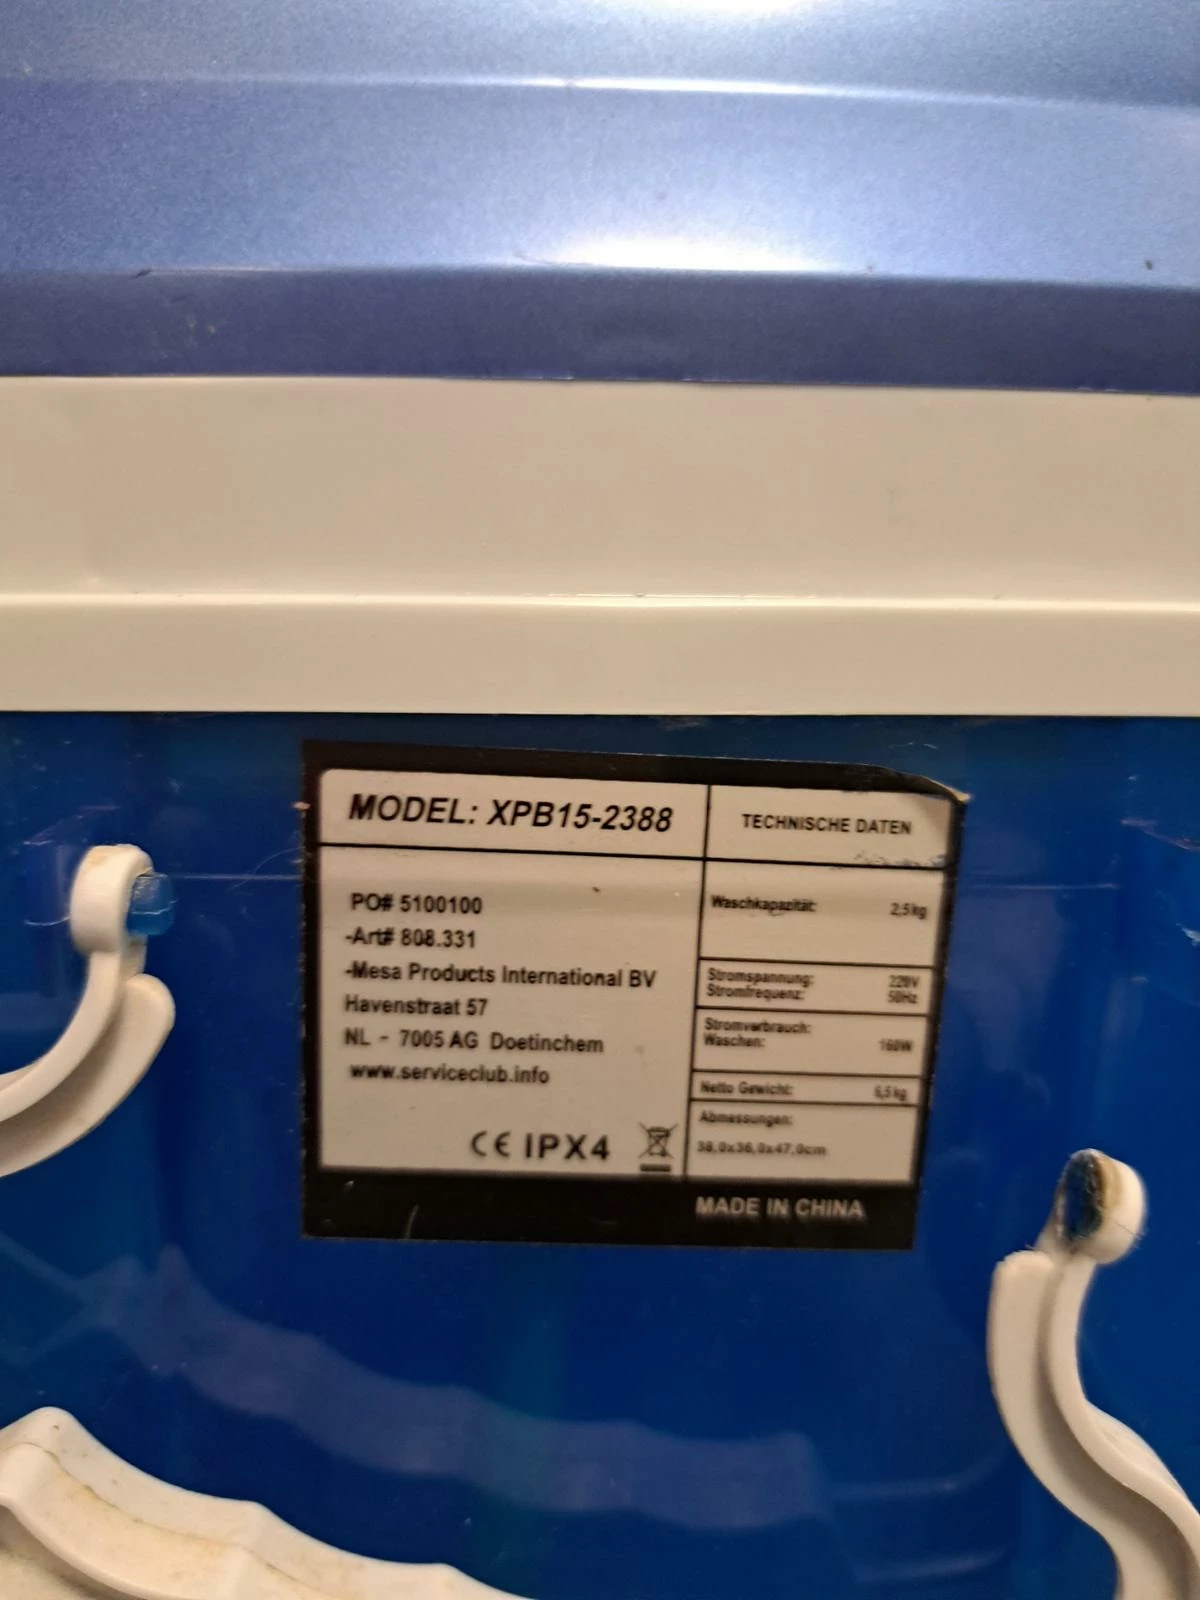 MODEL: XPB15-2388
PO# 5100100
-Art# 808.331
-Mesa Products International BV
Havenstraat 57
NL - 7005 AG Doetinchem
www.serviceclub.info
CE IPX4
TECHNISCHE DATEN
Waschkapazität: 2,5kg
Stromspannung: 220V
Stromfrequenz: 50Hz
Stromverbrauch:
Waschen: 160W
Netto Gewicht: 6,5kg
Abmessungen:
38,0x36,0x47,0cm
MADE IN CHINA